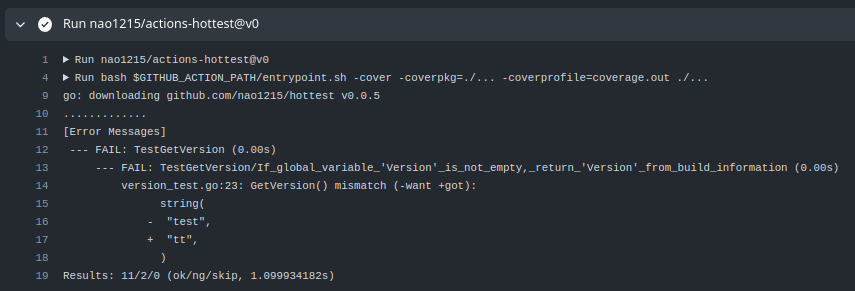 Run nao1215/actions-hottest@v0
1 ▶ Run nao1215/actions-hottest@v0
4 ▶ Run bash $GITHUB_ACTION_PATH/entrypoint.sh -cover -coverpkg=./... -coverprofile=coverage.out ./...
9 go: downloading github.com/nao1215/hottest v0.0.5
10 .............
11 [Error Messages]
12 --- FAIL: TestGetVersion (0.00s)
13 --- FAIL: TestGetVersion/If_global_variable_'Version'_is_not_empty,_return_'Version'_from_build_information (0.00s)
14 version_test.go:23: GetVersion() mismatch (-want +got):
15 string(
16 - "test",
17 + "tt",
18 )
19 Results: 11/2/0 (ok/ng/skip, 1.099934182s)